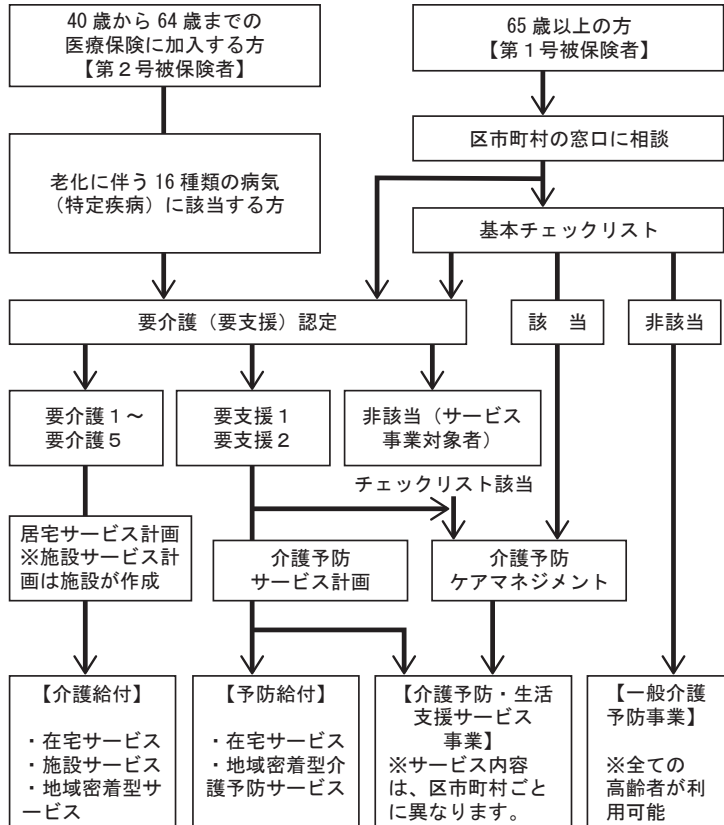 40歳から64歳までの
医療保険に加入する方
【第２号被保険者】
65歳以上の方
【第１号被保険者】
区市町村の窓口に相談
老化に伴う16種類の病気
（特定疾病）に該当する方
基本チェックリスト
要介護（要支援）認定
該　当
非該当
要介護１～
要介護５
要支援１
要支援２
非該当（サービス
事業対象者）
チェックリスト該当
居宅サービス計画
※施設サービス計
画は施設が作成
介護予防
サービス計画
介護予防
ケアマネジメント
【介護給付】
・在宅サービス
・施設サービス
・地域密着型サ
ービス
【予防給付】
・在宅サービス
・地域密着型介
護予防サービス
【介護予防・生活
支援サービス
事業】
※サービス内容
は、区市町村ごと
に異なります。
【一般介護
予防事業】
※全ての
高齢者が利
用可能